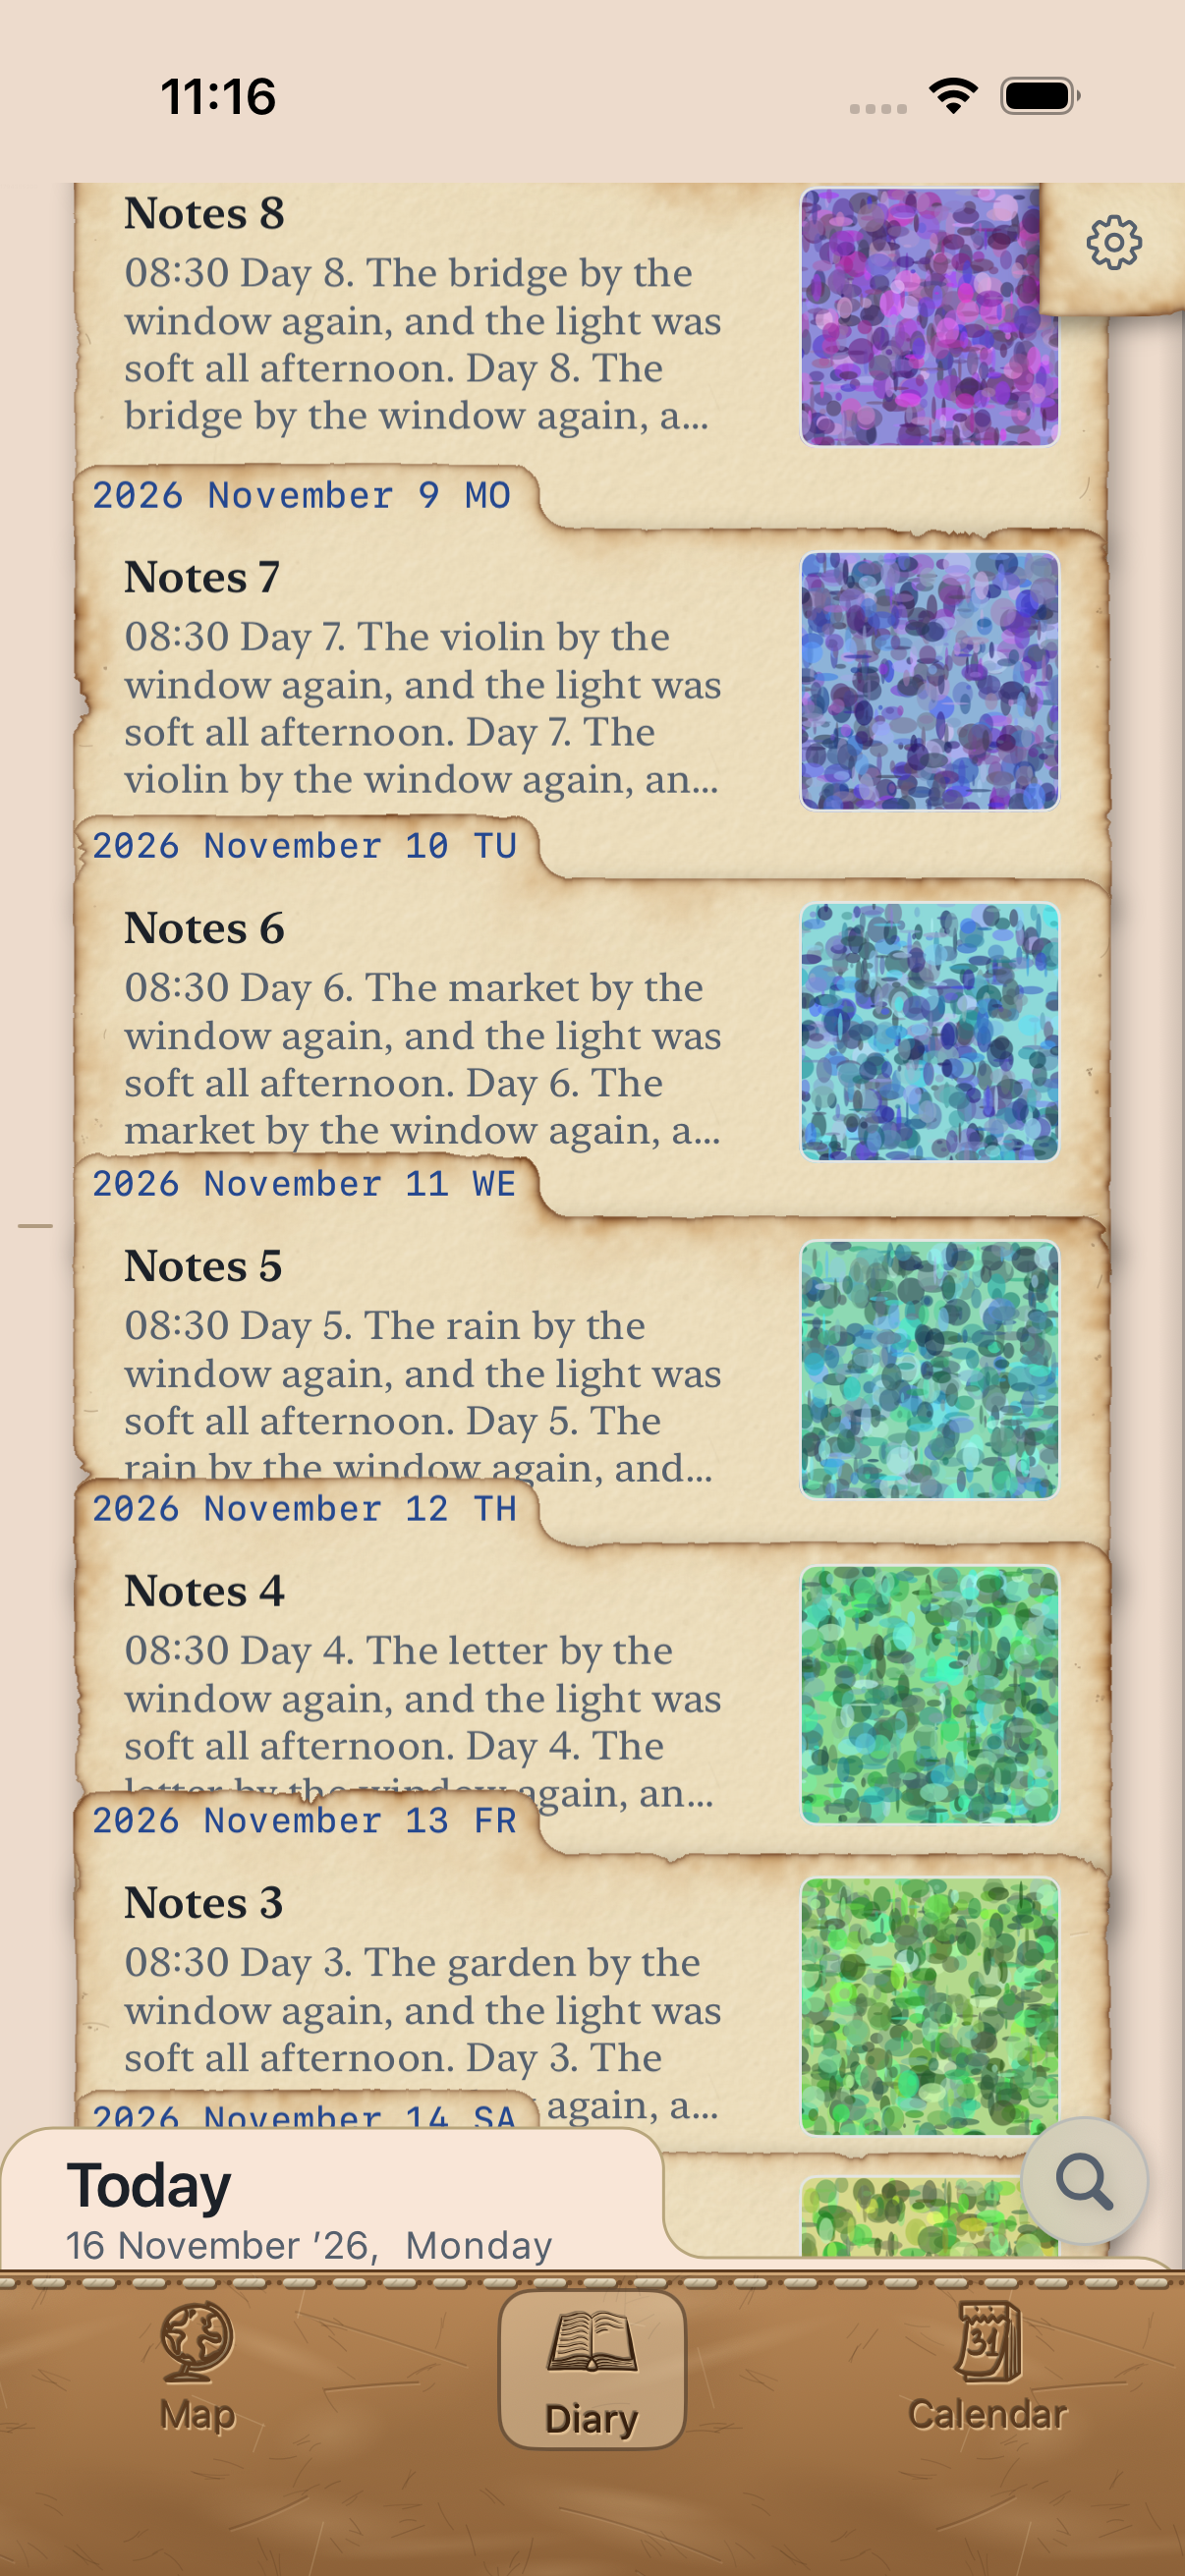 11:16
Notes 8
08:30 Day 8. The bridge by the
window again, and the light was
soft all afternoon. Day 8. The
bridge by the window again, a...
2026 November 9 MO
Notes 7
08:30 Day 7. The violin by the
window again, and the light was
soft all afternoon. Day 7. The
violin by the window again, an...
2026 November 10 TU
Notes 6
08:30 Day 6. The market by the
window again, and the light was
soft all afternoon. Day 6. The
market by the window again, a...
2026 November 11 WE
Notes 5
08:30 Day 5. The rain by the
window again, and the light was
soft all afternoon. Day 5. The
rain by the window again, and...
2026 November 12 TH
Notes 4
08:30 Day 4. The letter by the
window again, and the light was
soft all afternoon. Day 4. The
letter by the window again, an...
2026 November 13 FR
Notes 3
08:30 Day 3. The garden by the
window again, and the light was
soft all afternoon. Day 3. The
again, a...
2026 November 14 SA
Today
16 November ’26, Monday
31
Map
Diary
Calendar